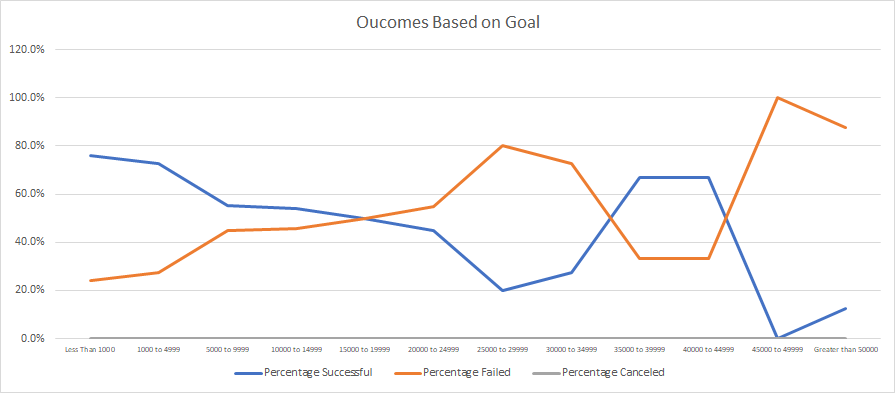 Oucomes Based on Goal
120.0%
100.0%
80.0%
60.0%
40.0%
20.0%
0.0%
Less Than 1000 1000 to 4999 5000 to 9999 10000 to 14999 15000 to 19999 20000 to 24999 25000 to 29999 30000 to 34999 35000 to 39999 40000 to 44999 45000 to 49999 Greater than 50000
Percentage Successful Percentage Failed Percentage Canceled